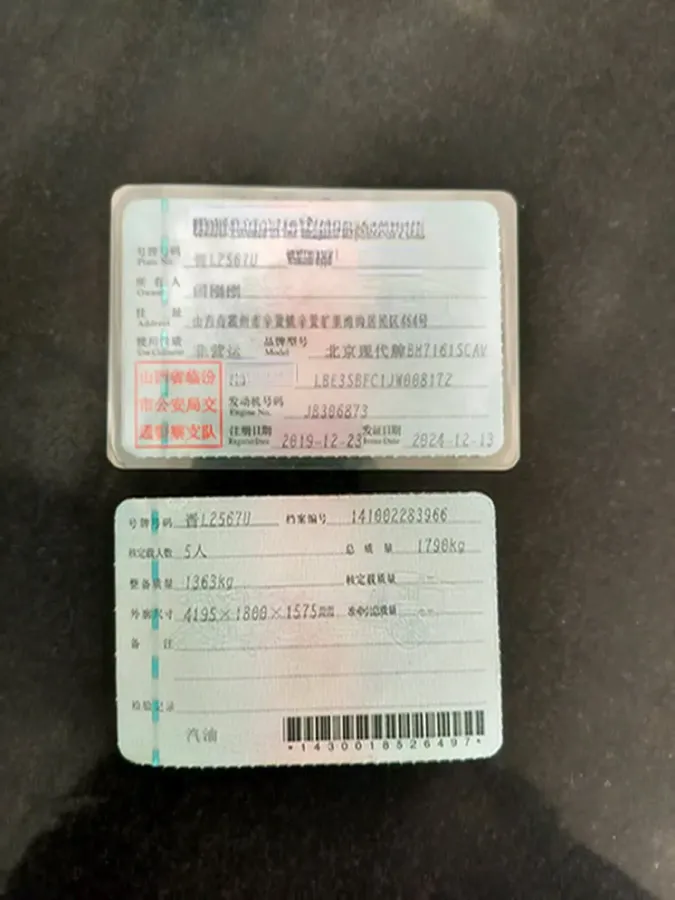 号牌号码 Plate No. 晋L2567U
所有人 Owner
住址 Address
使用性质 Use Character 非营运 品牌型号 Model 北京现代牌BH7161SCAV
山西省临汾 LBE3SBFC1JW008172
市公安局交 发动机号码 Engine No. JB306873
通警察支队 注册日期 Register Date 2019-12-23 发证日期 Issue Date 2024-12-13
号牌号码 晋L2567U 档案编号 141002283966
核定载人数 5人 总质量 1790kg
整备质量 1363kg 核定载质量 --
外廓尺寸 4195×1800×1575 准牵引总质量 --
备注
检验记录
汽油
*1430018526497*